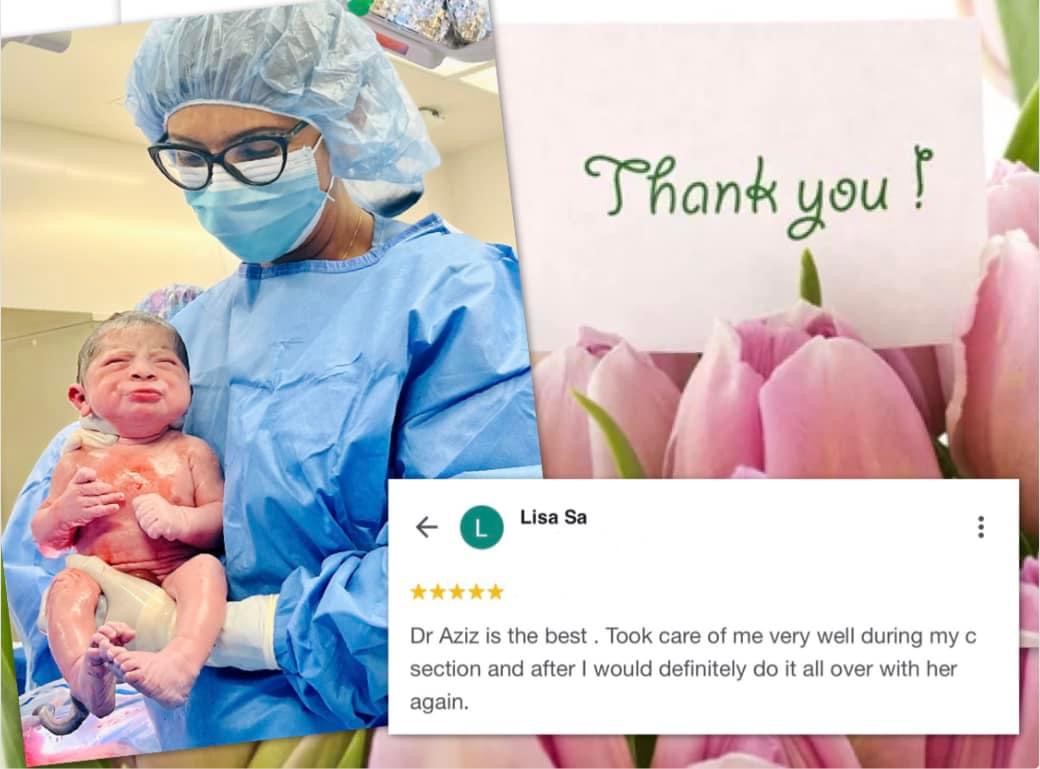 Thank you !
L
Lisa Sa
Dr Aziz is the best . Took care of me very well during my c
section and after I would definitely do it all over with her
again.